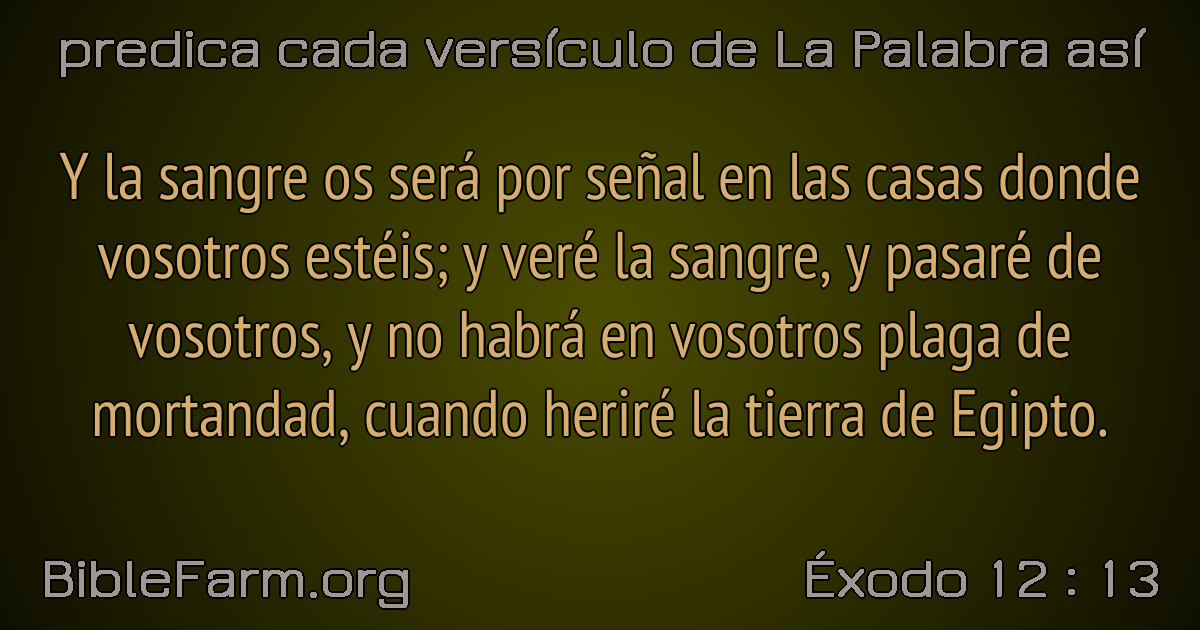 predica cada versículo de La Palabra así
Y la sangre os será por señal en las casas donde
vosotros estéis; y veré la sangre, y pasaré de
vosotros, y no habrá en vosotros plaga de
mortandad, cuando heriré la tierra de Egipto.
BibleFarm.org
Éxodo 12 : 13